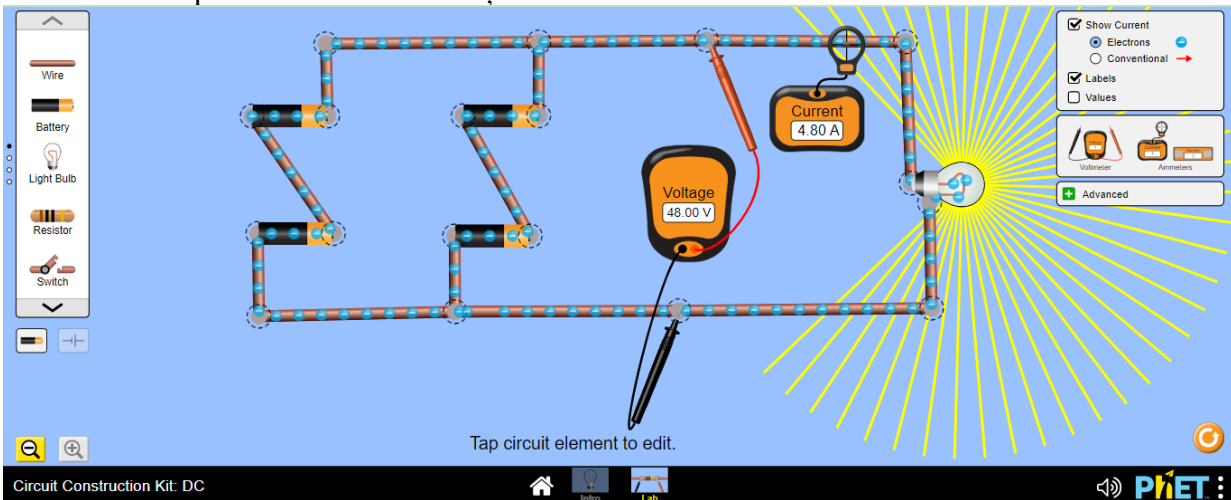 Wire
Battery
Light Bulb
Resistor
Switch
Voltage
48.00 V
Current
4.80 A
Show Current
Electrons
Conventional
Labels
Values
Voltmeter
Ammeters
Advanced
Tap circuit element to edit.
Circuit Construction Kit: DC
Intro
Lab
PhET